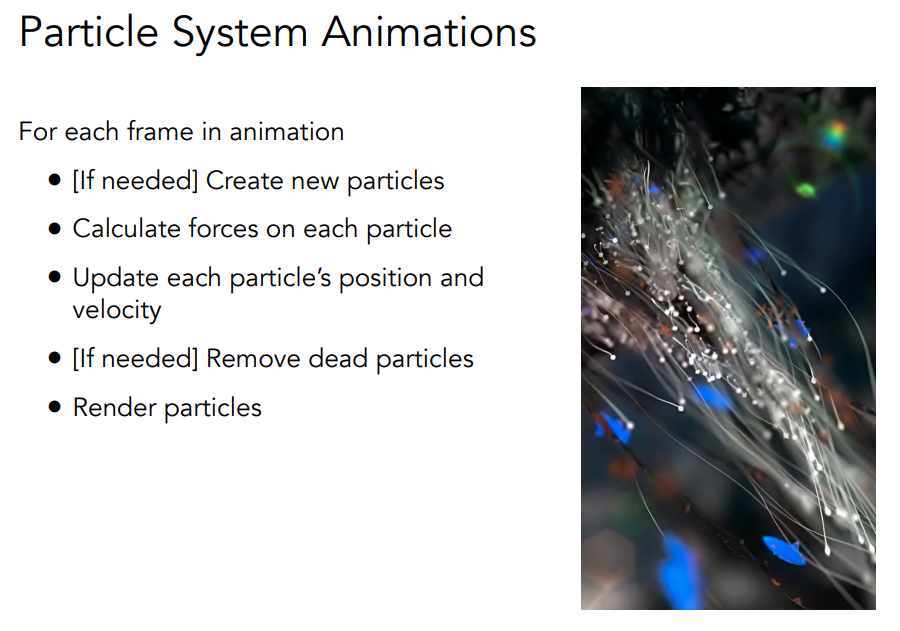 Particle System Animations
For each frame in animation
● [If needed] Create new particles
● Calculate forces on each particle
● Update each particle’s position and
velocity
● [If needed] Remove dead particles
● Render particles